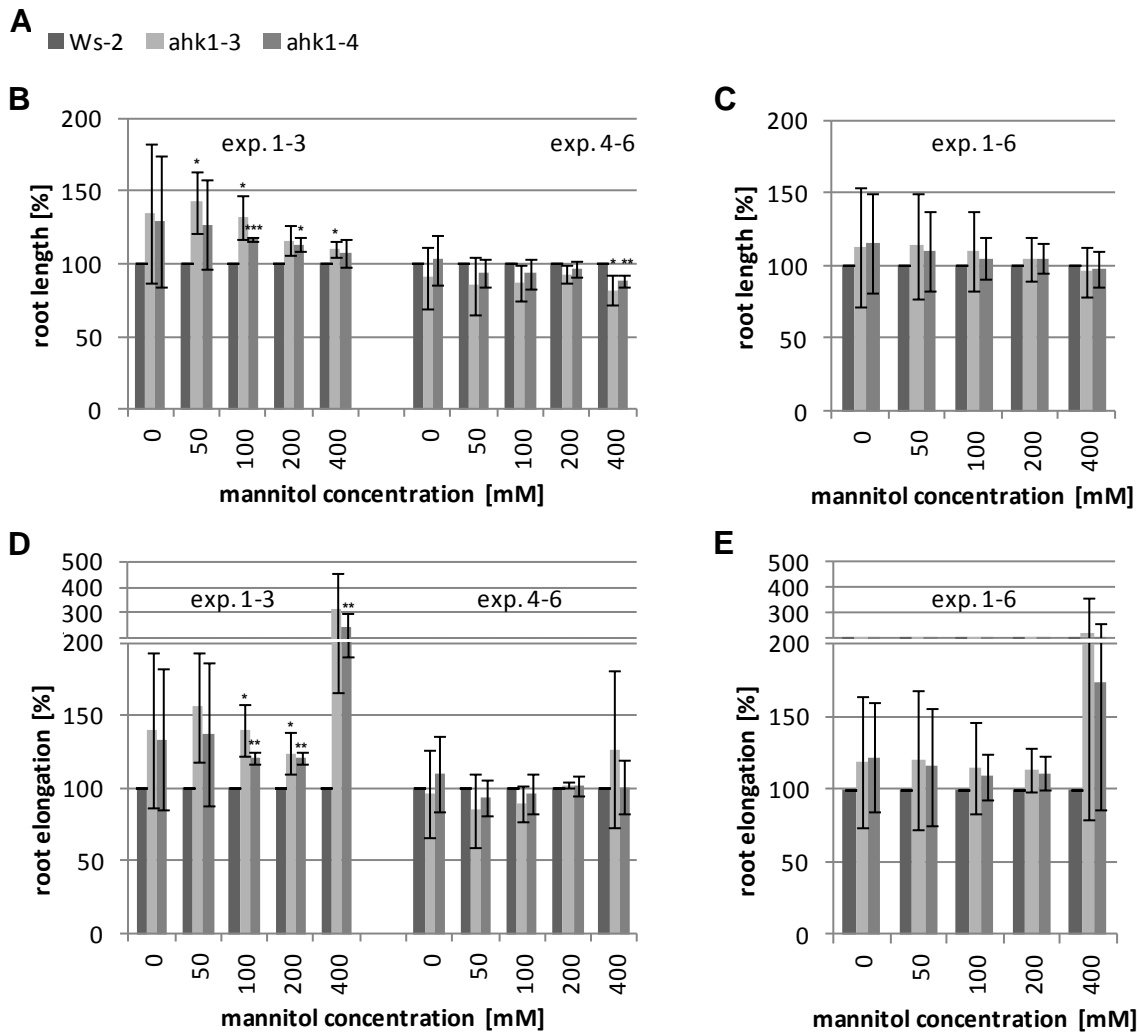 A
Ws-2 ahk1-3 ahk1-4
B
200
150
100
50
0
root length [%]
exp. 1-3 exp. 4-6
* * *** * * * **
0 50 100 200 400 0 50 100 200 400
mannitol concentration [mM]
C
200
150
100
50
0
root length [%]
exp. 1-6
0 50 100 200 400
mannitol concentration [mM]
D
500
400
300
200
150
100
50
0
root elongation [%]
exp. 1-3 exp. 4-6
* ** * ** **
0 50 100 200 400 0 50 100 200 400
mannitol concentration [mM]
E
500
400
300
200
150
100
50
0
root elongation [%]
exp. 1-6
0 50 100 200 400
mannitol concentration [mM]